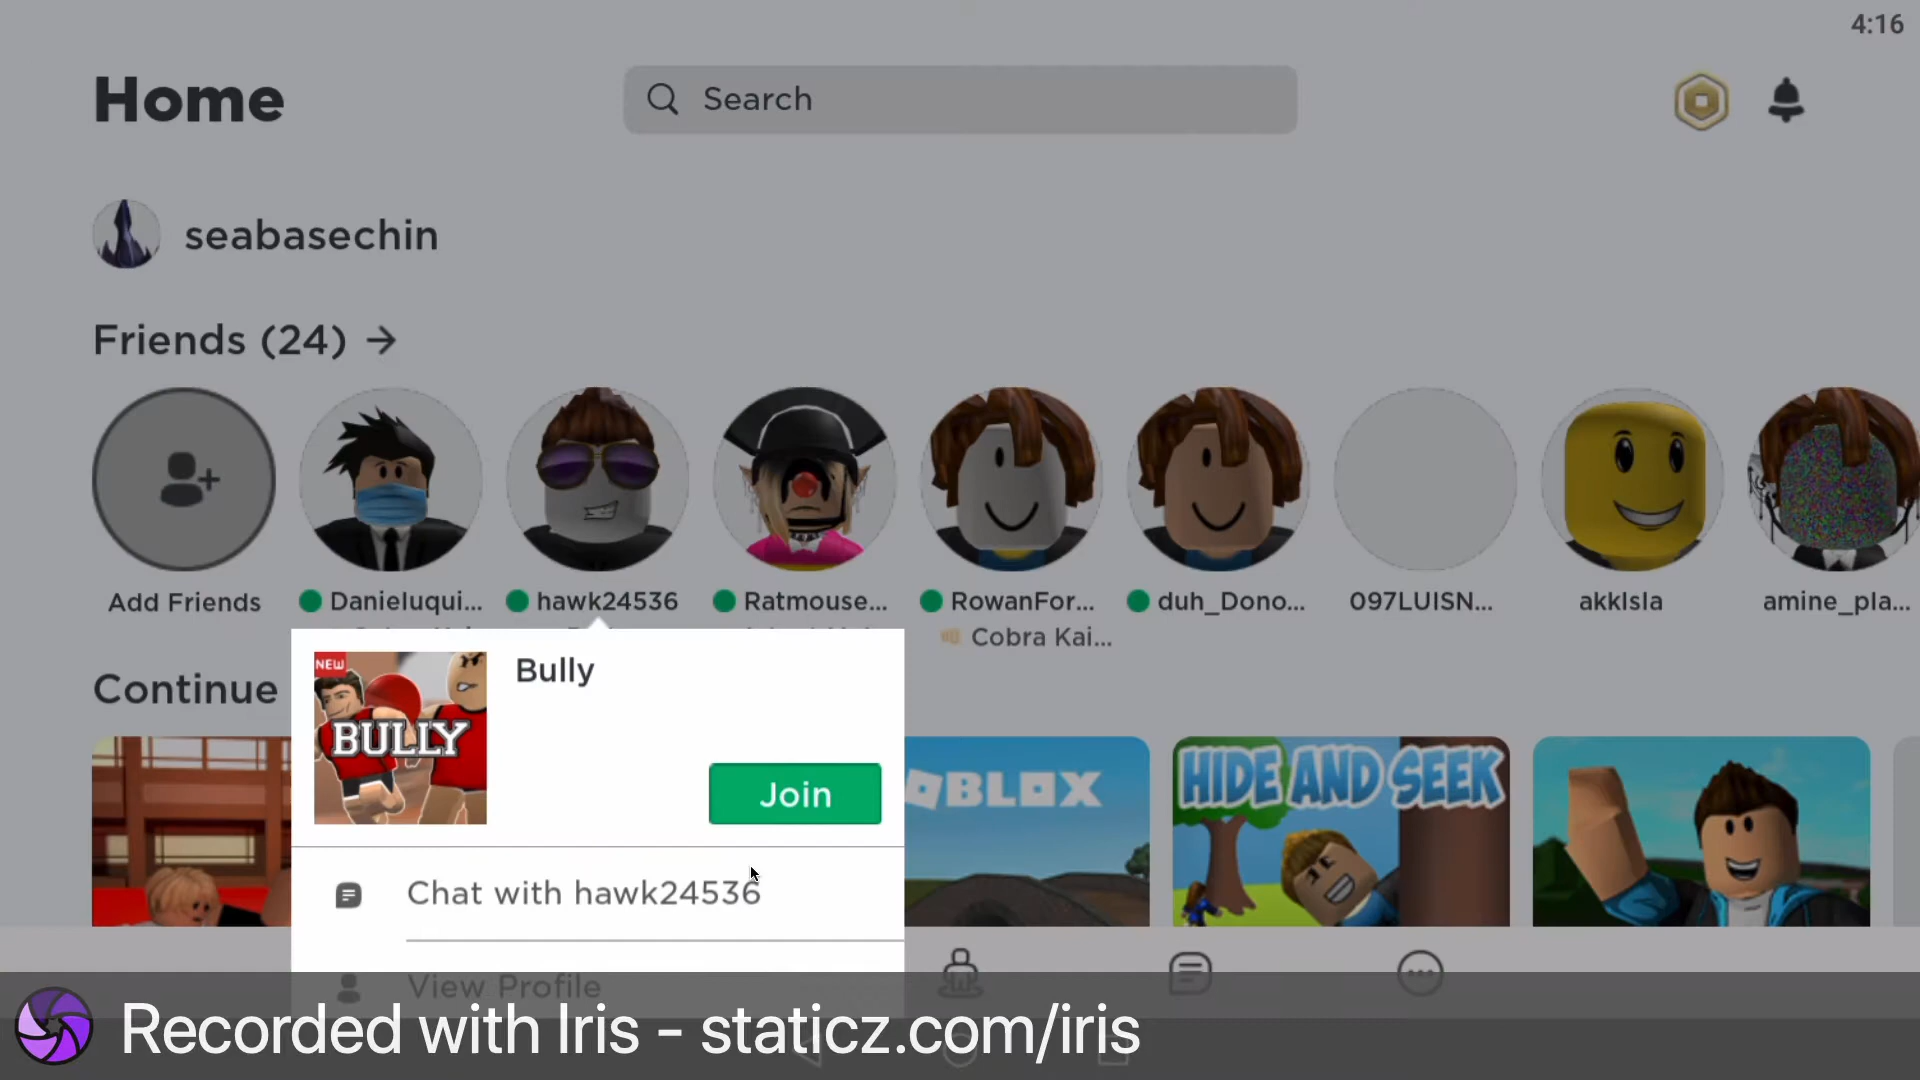 4:16
Home
Search
seabasechin
Friends (24)
Add Friends
Danieluqui...
hawk24536
Ratmouse...
RowanFor...
duh_Dono...
097LUISN...
akklsla
amine_pla...
Cobra Kai...
Continue
NEW
BULLY
Bully
Join
BLOX
HIDE AND SEEK
Chat with hawk24536
View Profile
Recorded with Iris - staticz.com/iris